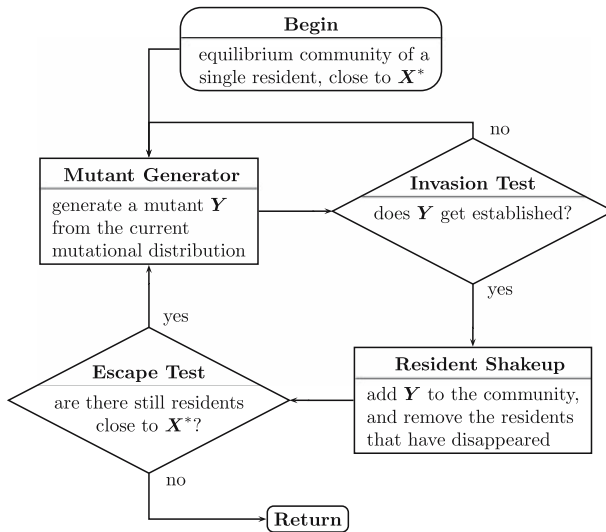 Begin
equilibrium community of a
single resident, close to X*
no
Mutant Generator
generate a mutant Y
from the current
mutational distribution
Invasion Test
does Y get established?
yes
yes
Resident Shakeup
add Y to the community,
and remove the residents
that have disappeared
Escape Test
are there still residents
close to X*?
no
Return